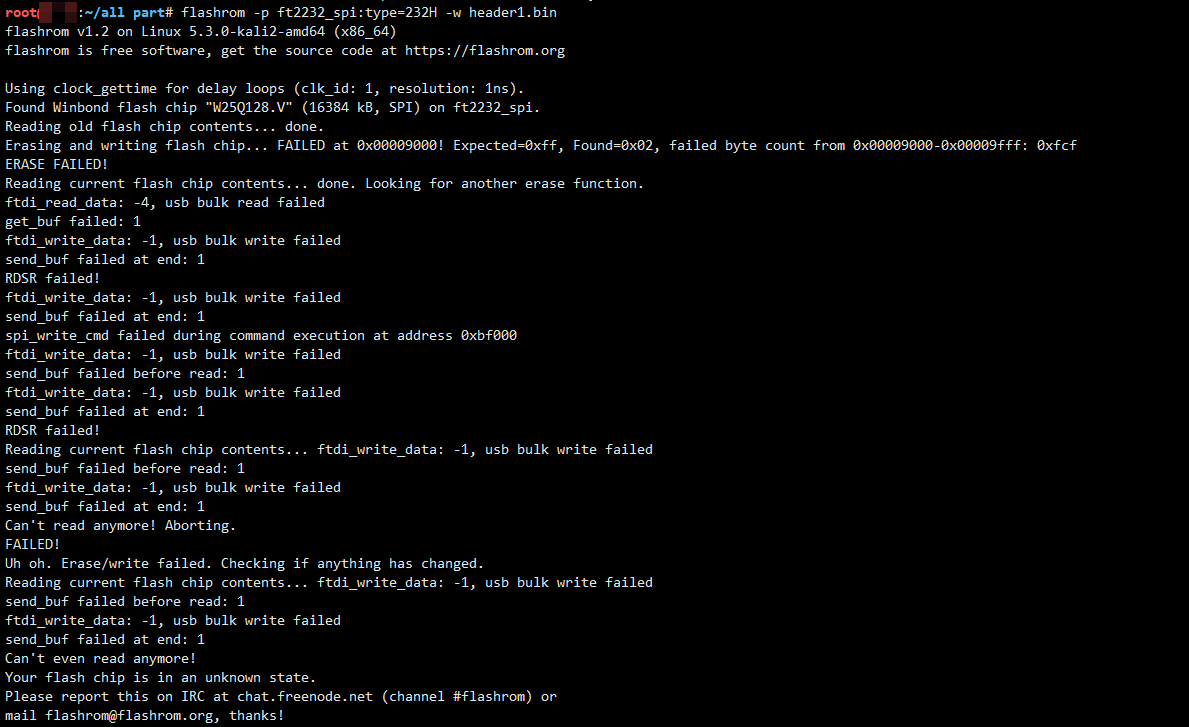 root :~/all part# flashrom -p ft2232_spi:type=232H -w header1.bin
flashrom v1.2 on Linux 5.3.0-kali2-amd64 (x86_64)
flashrom is free software, get the source code at https://flashrom.org
Using clock_gettime for delay loops (clk_id: 1, resolution: 1ns).
Found Winbond flash chip "W25Q128.V" (16384 kB, SPI) on ft2232_spi.
Reading old flash chip contents... done.
Erasing and writing flash chip... FAILED at 0x00009000! Expected=0xff, Found=0x02, failed byte count from 0x00009000-0x00009fff: 0xfcf
ERASE FAILED!
Reading current flash chip contents... done. Looking for another erase function.
ftdi_read_data: -4, usb bulk read failed
get_buf failed: 1
ftdi_write_data: -1, usb bulk write failed
send_buf failed at end: 1
RDSR failed!
ftdi_write_data: -1, usb bulk write failed
send_buf failed at end: 1
spi_write_cmd failed during command execution at address 0xbf000
ftdi_write_data: -1, usb bulk write failed
send_buf failed before read: 1
ftdi_write_data: -1, usb bulk write failed
send_buf failed at end: 1
RDSR failed!
Reading current flash chip contents... ftdi_write_data: -1, usb bulk write failed
send_buf failed before read: 1
ftdi_write_data: -1, usb bulk write failed
send_buf failed at end: 1
Can't read anymore! Aborting.
FAILED!
Uh oh. Erase/write failed. Checking if anything has changed.
Reading current flash chip contents... ftdi_write_data: -1, usb bulk write failed
send_buf failed before read: 1
ftdi_write_data: -1, usb bulk write failed
send_buf failed at end: 1
Can't even read anymore!
Your flash chip is in an unknown state.
Please report this on IRC at chat.freenode.net (channel #flashrom) or
mail flashrom@flashrom.org, thanks!